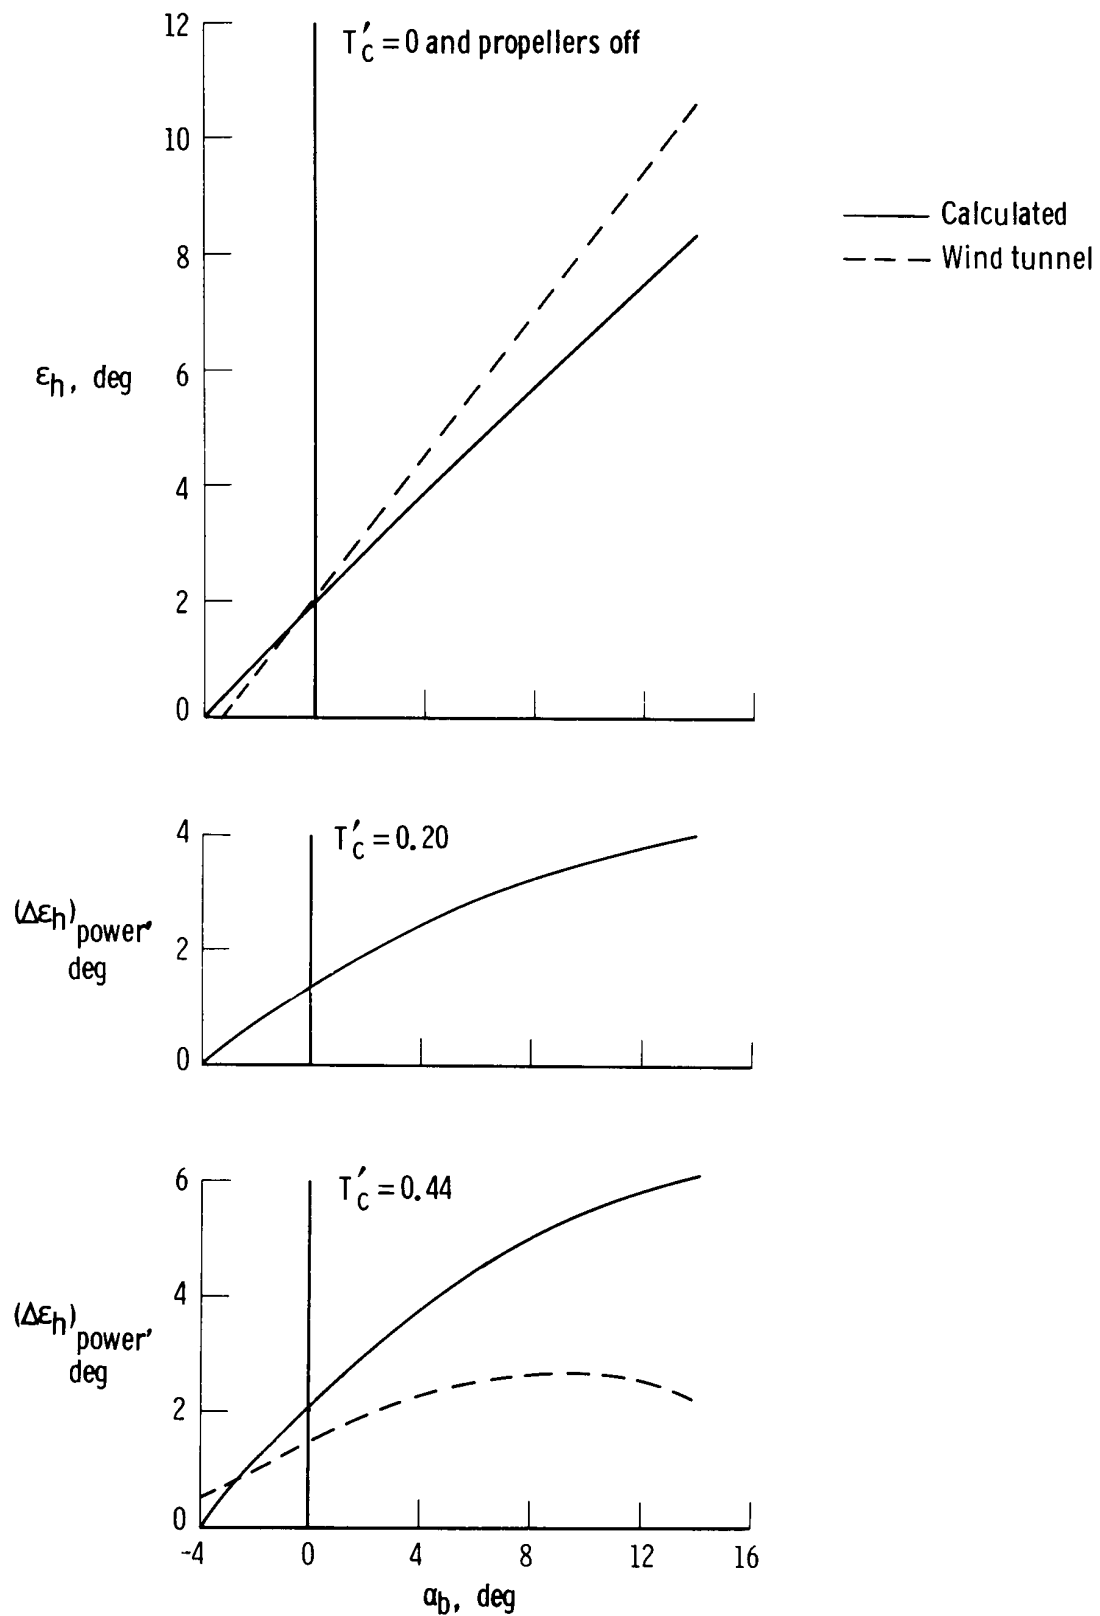 12
T'c = 0 and propellers off
10
Calculated
8
Wind tunnel
εh, deg
6
4
2
0
4
T'c = 0.20
(Δεh)power,
deg
2
0
6
T'c = 0.44
4
(Δεh)power,
deg
2
0
-4 0 4 8 12 16
αb, deg